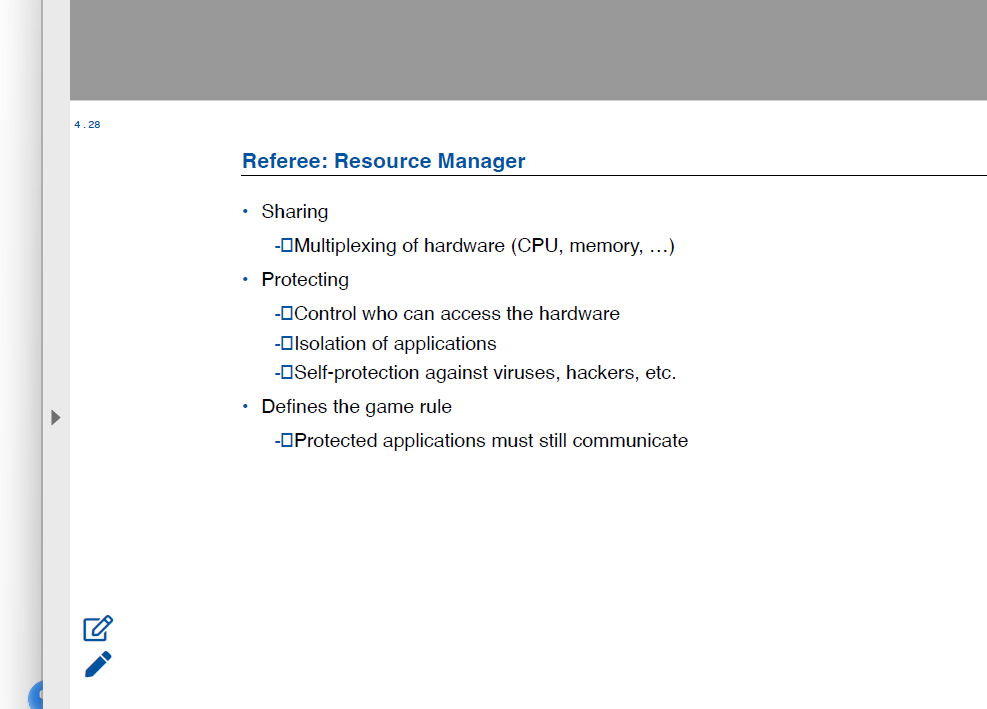 4.28
Referee: Resource Manager
• Sharing
-□Multiplexing of hardware (CPU, memory, …)
• Protecting
-□Control who can access the hardware
-□Isolation of applications
-□Self-protection against viruses, hackers, etc.
• Defines the game rule
-□Protected applications must still communicate